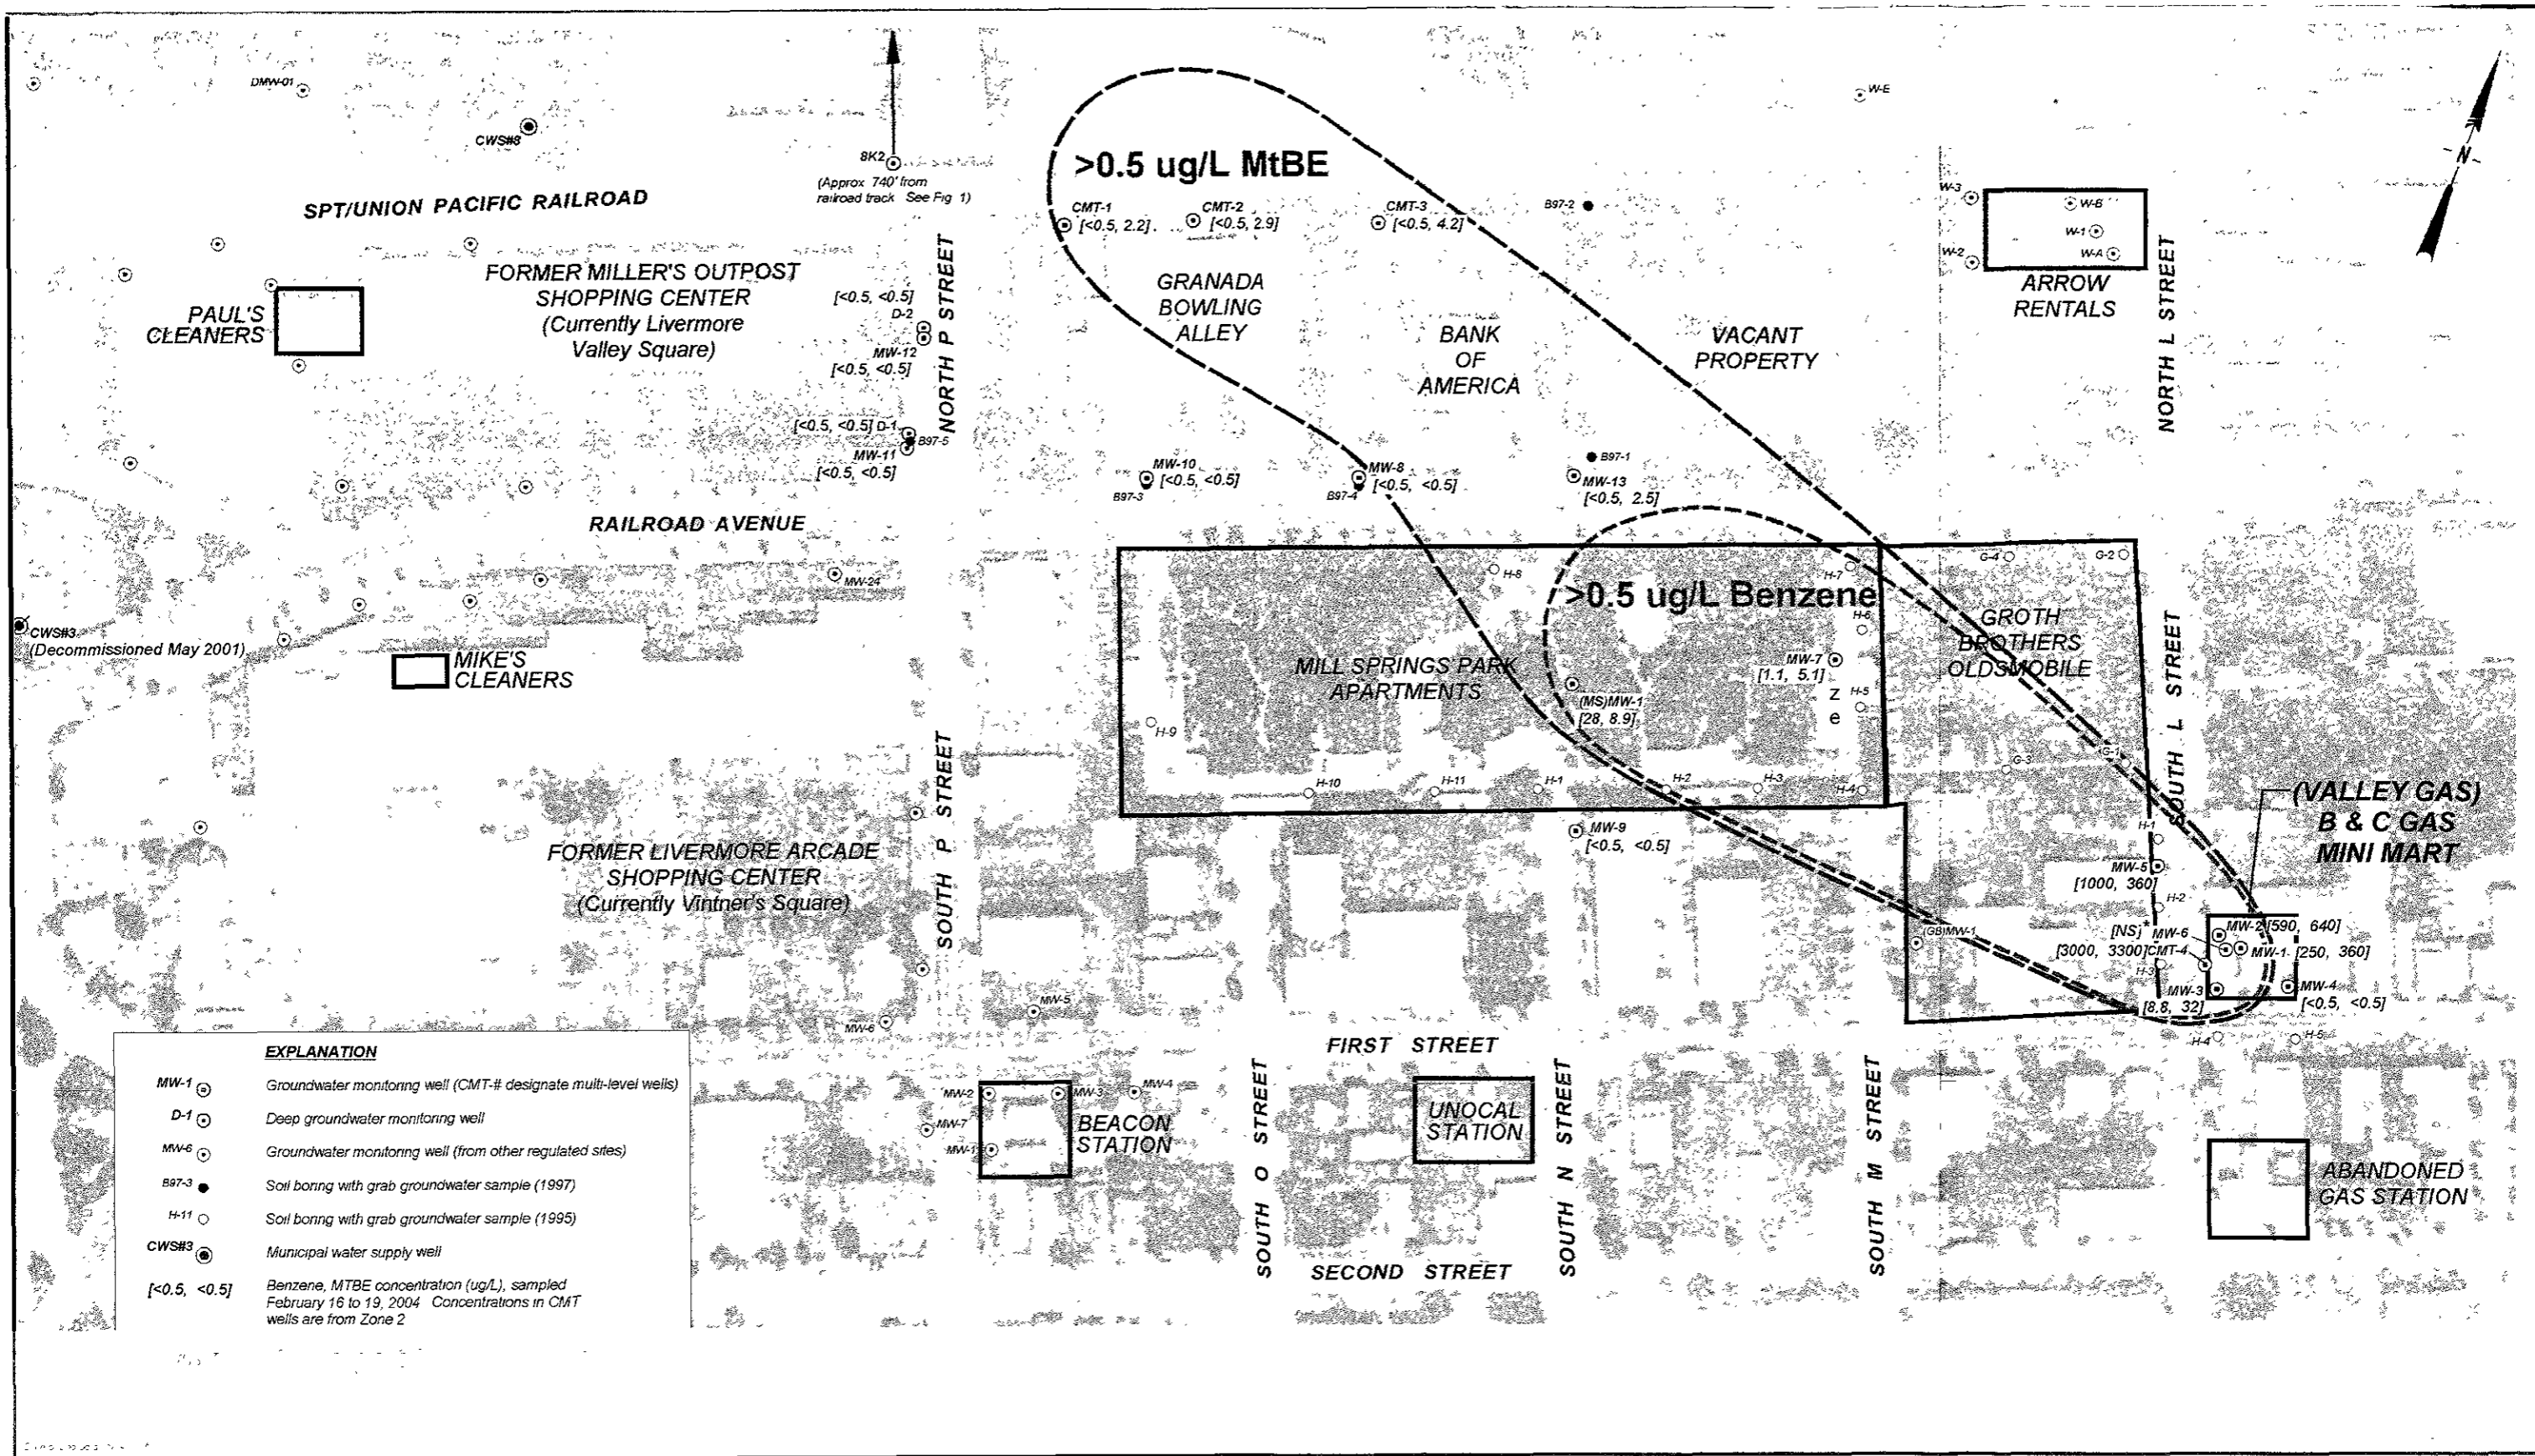 DMW-01
CWS#8
8K2
(Approx 740' from
railroad track See Fig 1)
SPT/UNION PACIFIC RAILROAD
>0.5 ug/L MtBE
W-E
-N-
CMT-1
[<0.5, 2.2]
CMT-2
[<0.5, 2.9]
CMT-3
[<0.5, 4.2]
B97-2
W-3
W-B
W-1
W-2
W-A
ARROW
RENTALS
NORTH L STREET
FORMER MILLER'S OUTPOST
SHOPPING CENTER
(Currently Livermore
Valley Square)
PAUL'S
CLEANERS
[<0.5, <0.5]
D-2
MW-12
[<0.5, <0.5]
NORTH P STREET
GRANADA
BOWLING
ALLEY
BANK
OF
AMERICA
VACANT
PROPERTY
[<0.5, <0.5] D-1
B97-5
MW-11
[<0.5, <0.5]
MW-10
[<0.5, <0.5]
B97-3
MW-8
[<0.5, <0.5]
B97-4
B97-1
MW-13
[<0.5, 2.5]
RAILROAD AVENUE
MW-24
CWS#3
(Decommissioned May 2001)
MIKE'S
CLEANERS
H-8
H-7
>0.5 ug/L Benzene
H-6
MILL SPRINGS PARK
APARTMENTS
MW-7
[1.1, 5.1]
z
e
H-5
(MS)MW-1
[28, 8.9]
H-9
H-10
H-11
H-1
H-2
H-3
H-4
G-4
G-2
GROTH
BROTHERS
OLDSMOBILE
G-3
G-1
SOUTH L STREET
(VALLEY GAS)
B & C GAS
MINI MART
MW-9
[<0.5, <0.5]
H-1
MW-5
[1000, 360]
H-2
(GB)MW-1
[NS]*
MW-6
MW-2 [590, 640]
[3000, 3300] CMT-4
MW-1 [250, 360]
H-3
MW-3
[8.8, 32]
MW-4
[<0.5, <0.5]
H-4
H-5
FORMER LIVERMORE ARCADE
SHOPPING CENTER
(Currently Vintner's Square)
SOUTH P STREET
MW-5
MW-6
MW-2
MW-3
MW-4
MW-7
MW-1
BEACON
STATION
FIRST STREET
UNOCAL
STATION
SOUTH O STREET
SOUTH N STREET
SOUTH M STREET
SECOND STREET
ABANDONED
GAS STATION
EXPLANATION
MW-1 Groundwater monitoring well (CMT-# designate multi-level wells)
D-1 Deep groundwater monitoring well
MW-6 Groundwater monitoring well (from other regulated sites)
B97-3 Soil boring with grab groundwater sample (1997)
H-11 Soil boring with grab groundwater sample (1995)
CWS#3 Municipal water supply well
[<0.5, <0.5] Benzene, MTBE concentration (ug/L), sampled
February 16 to 19, 2004 Concentrations in CMT
wells are from Zone 2